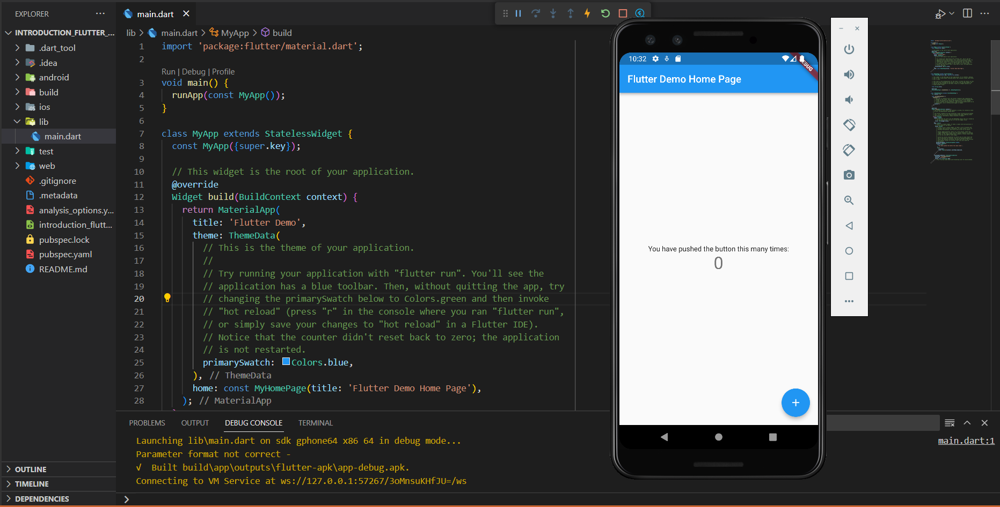 EXPLORER
INTRODUCTION_FLUTTER_...
.dart_tool
.idea
android
build
ios
lib
main.dart
test
web
.gitignore
.metadata
analysis_options.y...
introduction_flutt...
pubspec.lock
pubspec.yaml
README.md
OUTLINE
TIMELINE
DEPENDENCIES
main.dart
lib > main.dart > MyApp > build
1 import 'package:flutter/material.dart';
2
Run | Debug | Profile
3 void main() {
4 runApp(const MyApp());
5 }
6
7 class MyApp extends StatelessWidget {
8 const MyApp({super.key});
9
10 // This widget is the root of your application.
11 @override
12 Widget build(BuildContext context) {
13 return MaterialApp(
14 title: 'Flutter Demo',
15 theme: ThemeData(
16 // This is the theme of your application.
17 //
18 // Try running your application with "flutter run". You'll see the
19 // application has a blue toolbar. Then, without quitting the app, try
20 // changing the primarySwatch below to Colors.green and then invoke
21 // "hot reload" (press "r" in the console where you ran "flutter run",
22 // or simply save your changes to "hot reload" in a Flutter IDE).
23 // Notice that the counter didn't reset back to zero; the application
24 // is not restarted.
25 primarySwatch: Colors.blue,
26 ), // ThemeData
27 home: const MyHomePage(title: 'Flutter Demo Home Page'),
28 ); // MaterialApp
PROBLEMS OUTPUT DEBUG CONSOLE TERMINAL
Launching lib\main.dart on sdk gphone64 x86 64 in debug mode...
main.dart:1
Parameter format not correct -
√ Built build\app\outputs\flutter-apk\app-debug.apk.
Connecting to VM Service at ws://127.0.0.1:57267/3oMnsuKHfJU=/ws
10:32
DEBUG
Flutter Demo Home Page
You have pushed the button this many times:
0
+